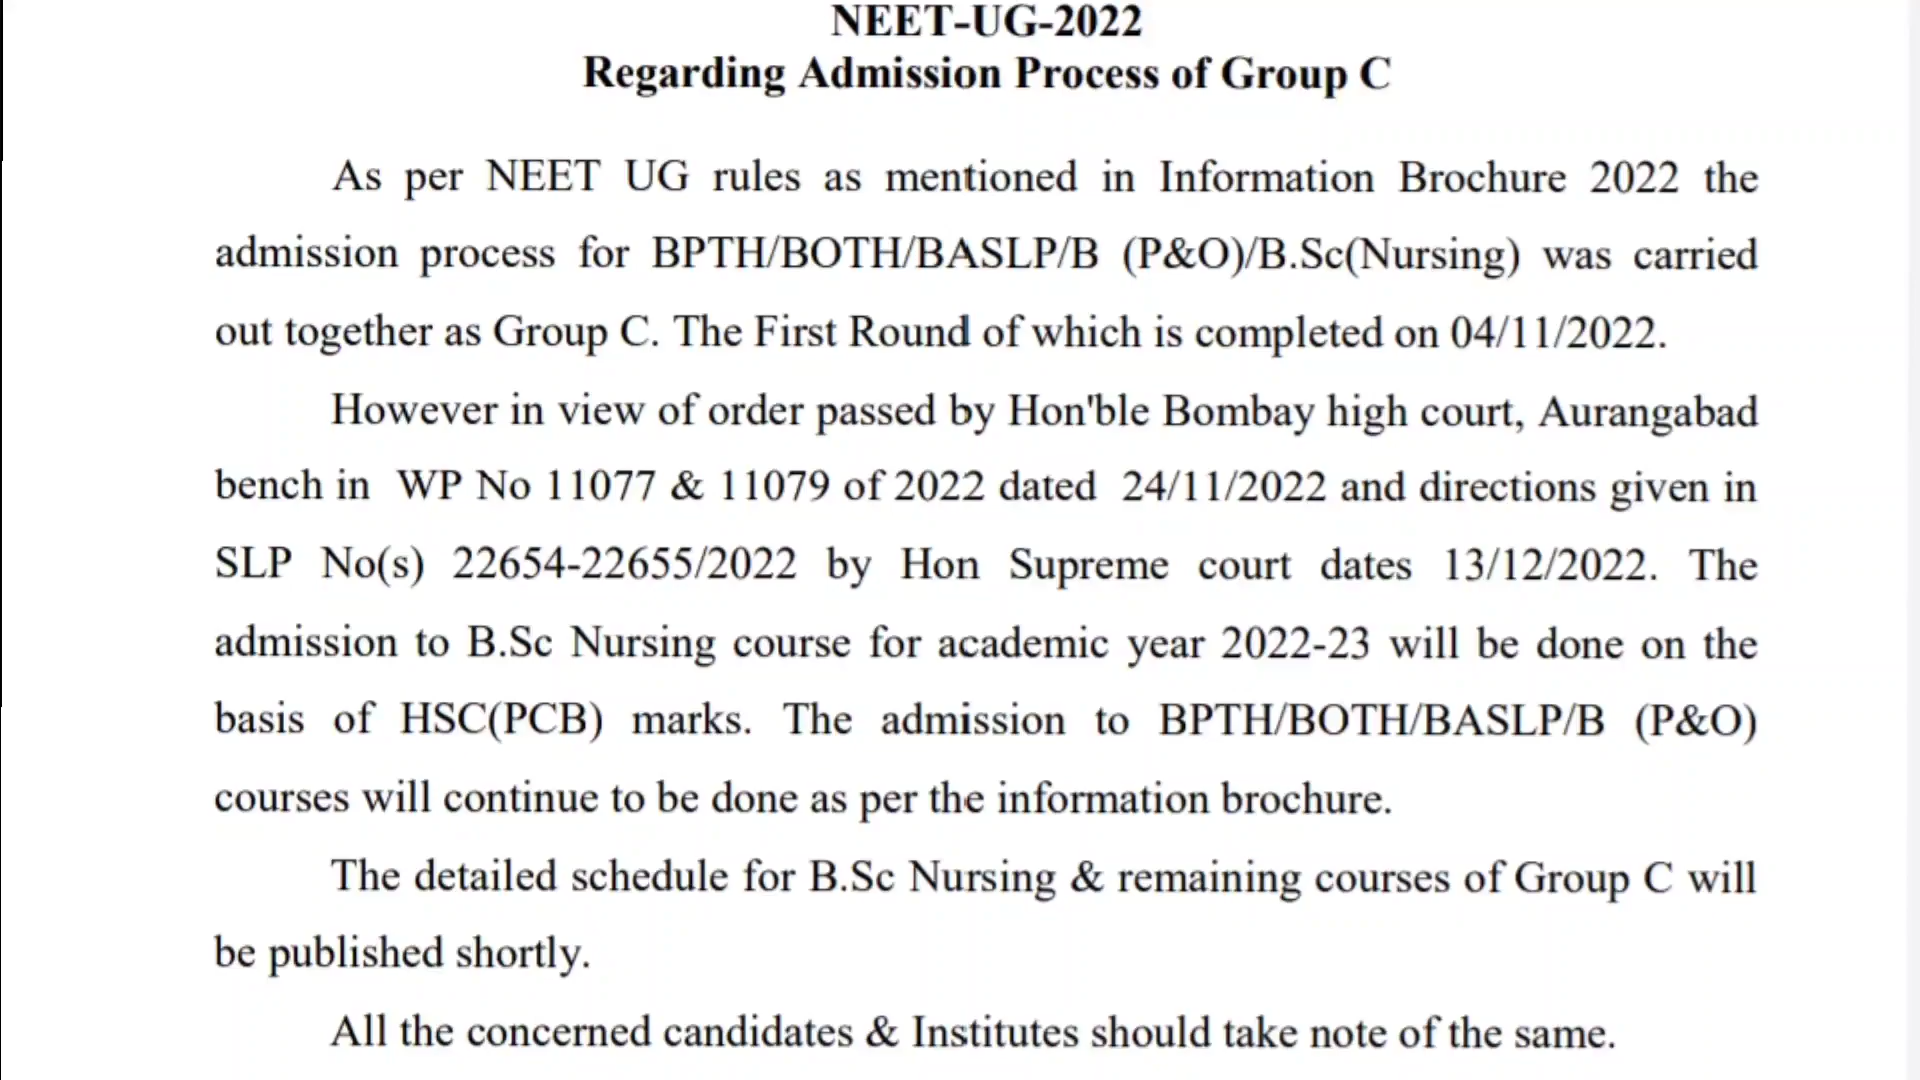 NEET-UG-2022
Regarding Admission Process of Group C
As per NEET UG rules as mentioned in Information Brochure 2022 the
admission process for BPTH/BOTH/BASLP/B (P&O)/B.Sc(Nursing) was carried
out together as Group C. The First Round of which is completed on 04/11/2022.
However in view of order passed by Hon'ble Bombay high court, Aurangabad
bench in WP No 11077 & 11079 of 2022 dated 24/11/2022 and directions given in
SLP No(s) 22654-22655/2022 by Hon Supreme court dates 13/12/2022. The
admission to B.Sc Nursing course for academic year 2022-23 will be done on the
basis of HSC(PCB) marks. The admission to BPTH/BOTH/BASLP/B (P&O)
courses will continue to be done as per the information brochure.
The detailed schedule for B.Sc Nursing & remaining courses of Group C will
be published shortly.
All the concerned candidates & Institutes should take note of the same.